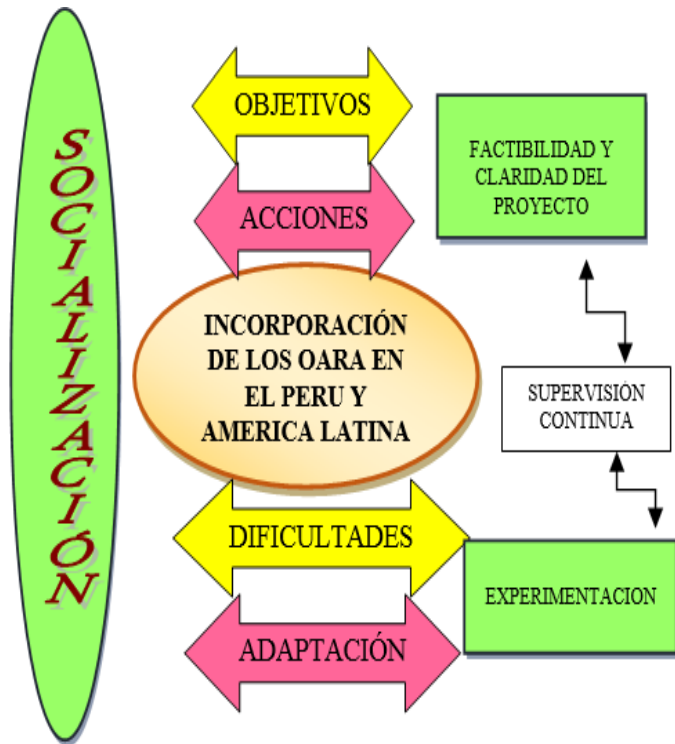 SOCIALIZACIÓN
OBJETIVOS
ACCIONES
INCORPORACIÓN
DE LOS OARA EN
EL PERU Y
AMERICA LATINA
DIFICULTADES
ADAPTACIÓN
FACTIBILIDAD Y
CLARIDAD DEL
PROYECTO
SUPERVISIÓN
CONTINUA
EXPERIMENTACION